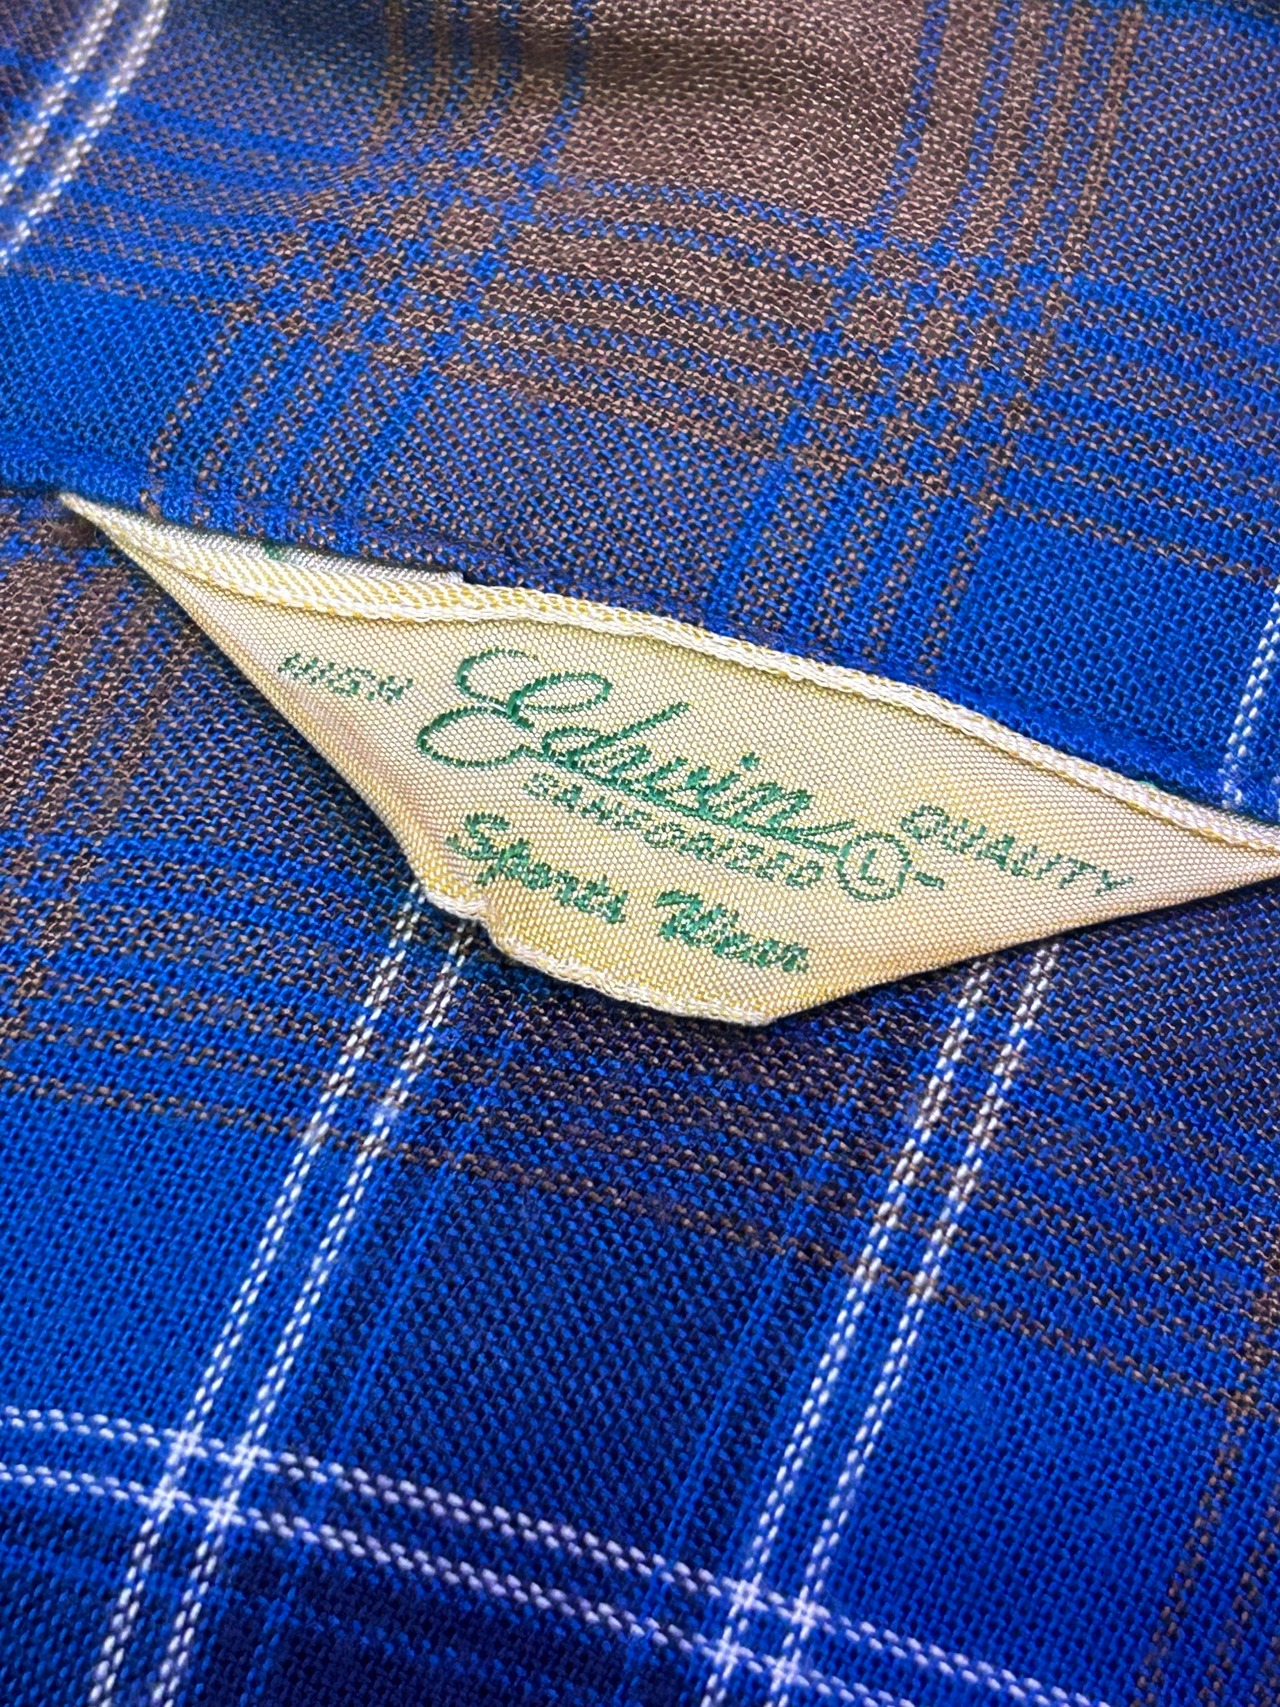 HIGH Edwin QUALITY
SANFORIZED Ⓛ-
Sports Wear